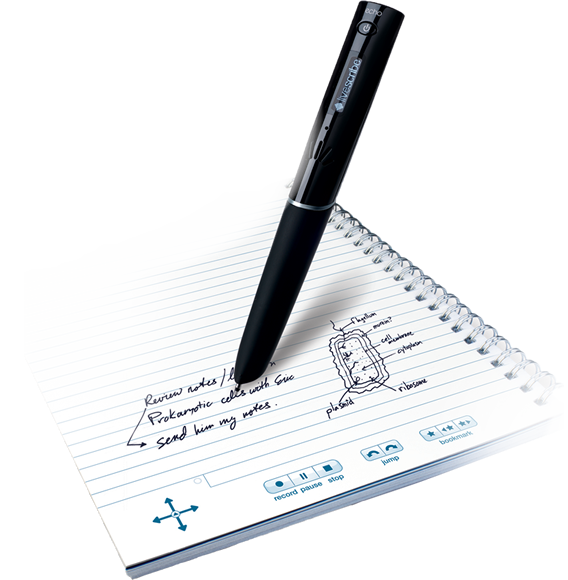 echo
livescribe
flagellum
murein?
cell
membrane
cytoplasm
ribosome
plasmid
Review notes /
Prokaryotic cells with Eric
Send him my notes.
record pause stop
jump
bookmark